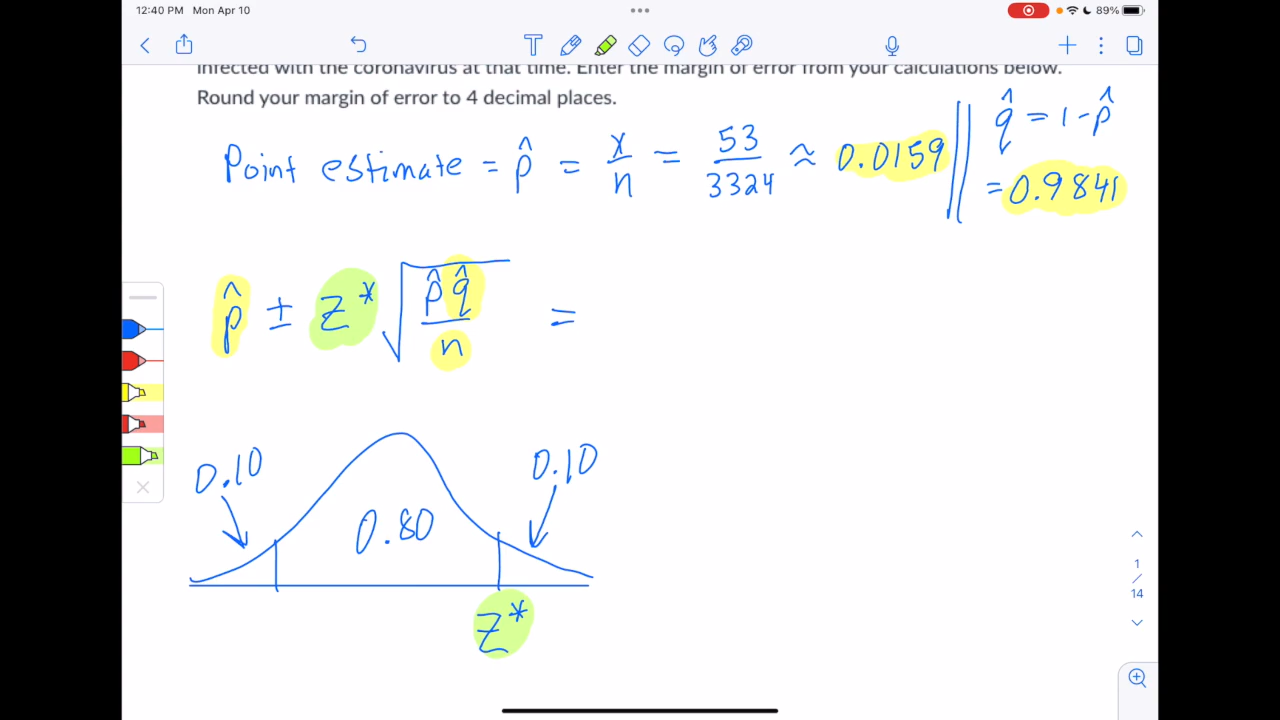 12:40 PM Mon Apr 10
89%
T
infected with the coronavirus at that time. Enter the margin of error from your calculations below.
Round your margin of error to 4 decimal places.
Point estimate = p̂ = x/n = 53/3324 ≈ 0.0159
q̂ = 1 - p̂
= 0.9841
p̂ ± z* √(p̂q̂/n) =
0.10
0.10
0.80
z*
1
/
14